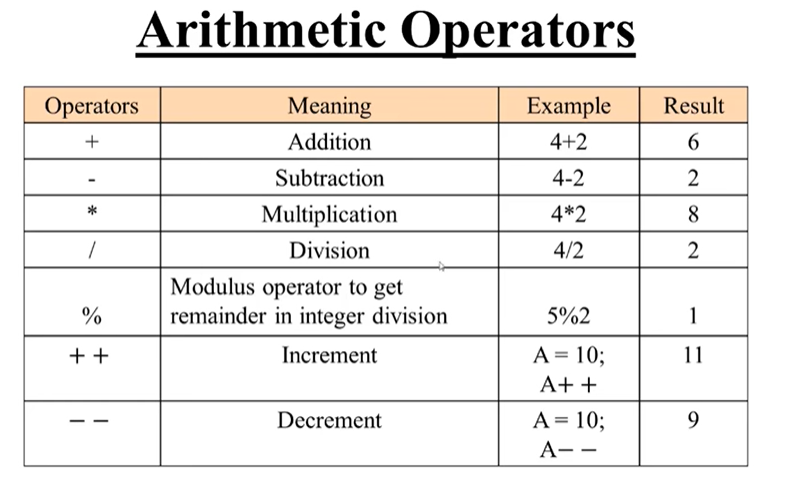 Arithmetic Operators
Operators Meaning Example Result
+ Addition 4+2 6
- Subtraction 4-2 2
* Multiplication 4*2 8
/ Division 4/2 2
Modulus operator to get
% remainder in integer division 5%2 1
+ + Increment A = 10; 11
A+ +
− − Decrement A = 10; 9
A− −